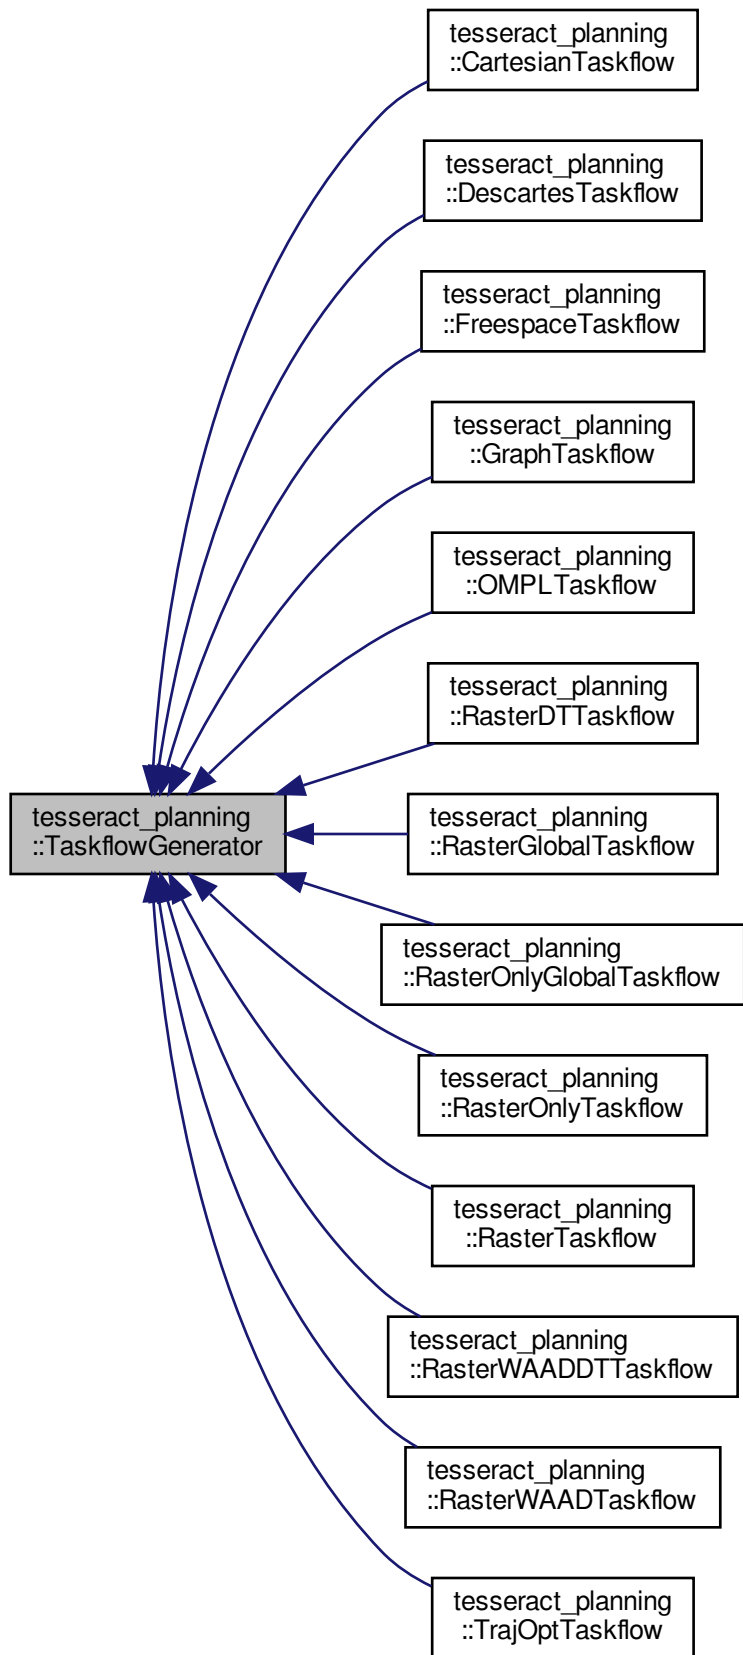 tesseract_planning
::CartesianTaskflow
tesseract_planning
::DescartesTaskflow
tesseract_planning
::FreespaceTaskflow
tesseract_planning
::GraphTaskflow
tesseract_planning
::OMPLTaskflow
tesseract_planning
::RasterDTTaskflow
tesseract_planning
::TaskflowGenerator
tesseract_planning
::RasterGlobalTaskflow
tesseract_planning
::RasterOnlyGlobalTaskflow
tesseract_planning
::RasterOnlyTaskflow
tesseract_planning
::RasterTaskflow
tesseract_planning
::RasterWAADDTTaskflow
tesseract_planning
::RasterWAADTaskflow
tesseract_planning
::TrajOptTaskflow